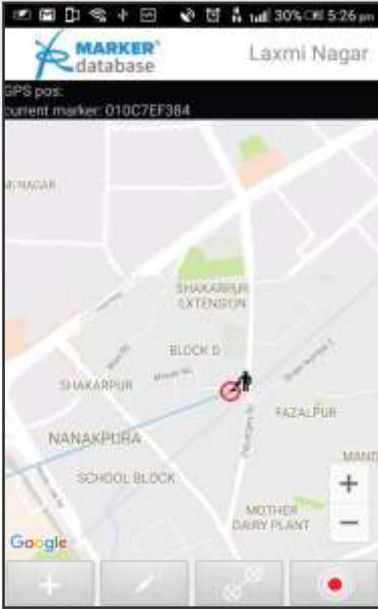 30% 5:26 pm
MARKER
database
Laxmi Nagar
GPS pos:
current marker: 010C7EF384
SHAKARPUR
EXTENSION
BLOCK D
SHAKARPUR
FAZALPUR
NANAKPURA
SCHOOL BLOCK
MAND
MOTHER
DAIRY PLANT
+
−
Google